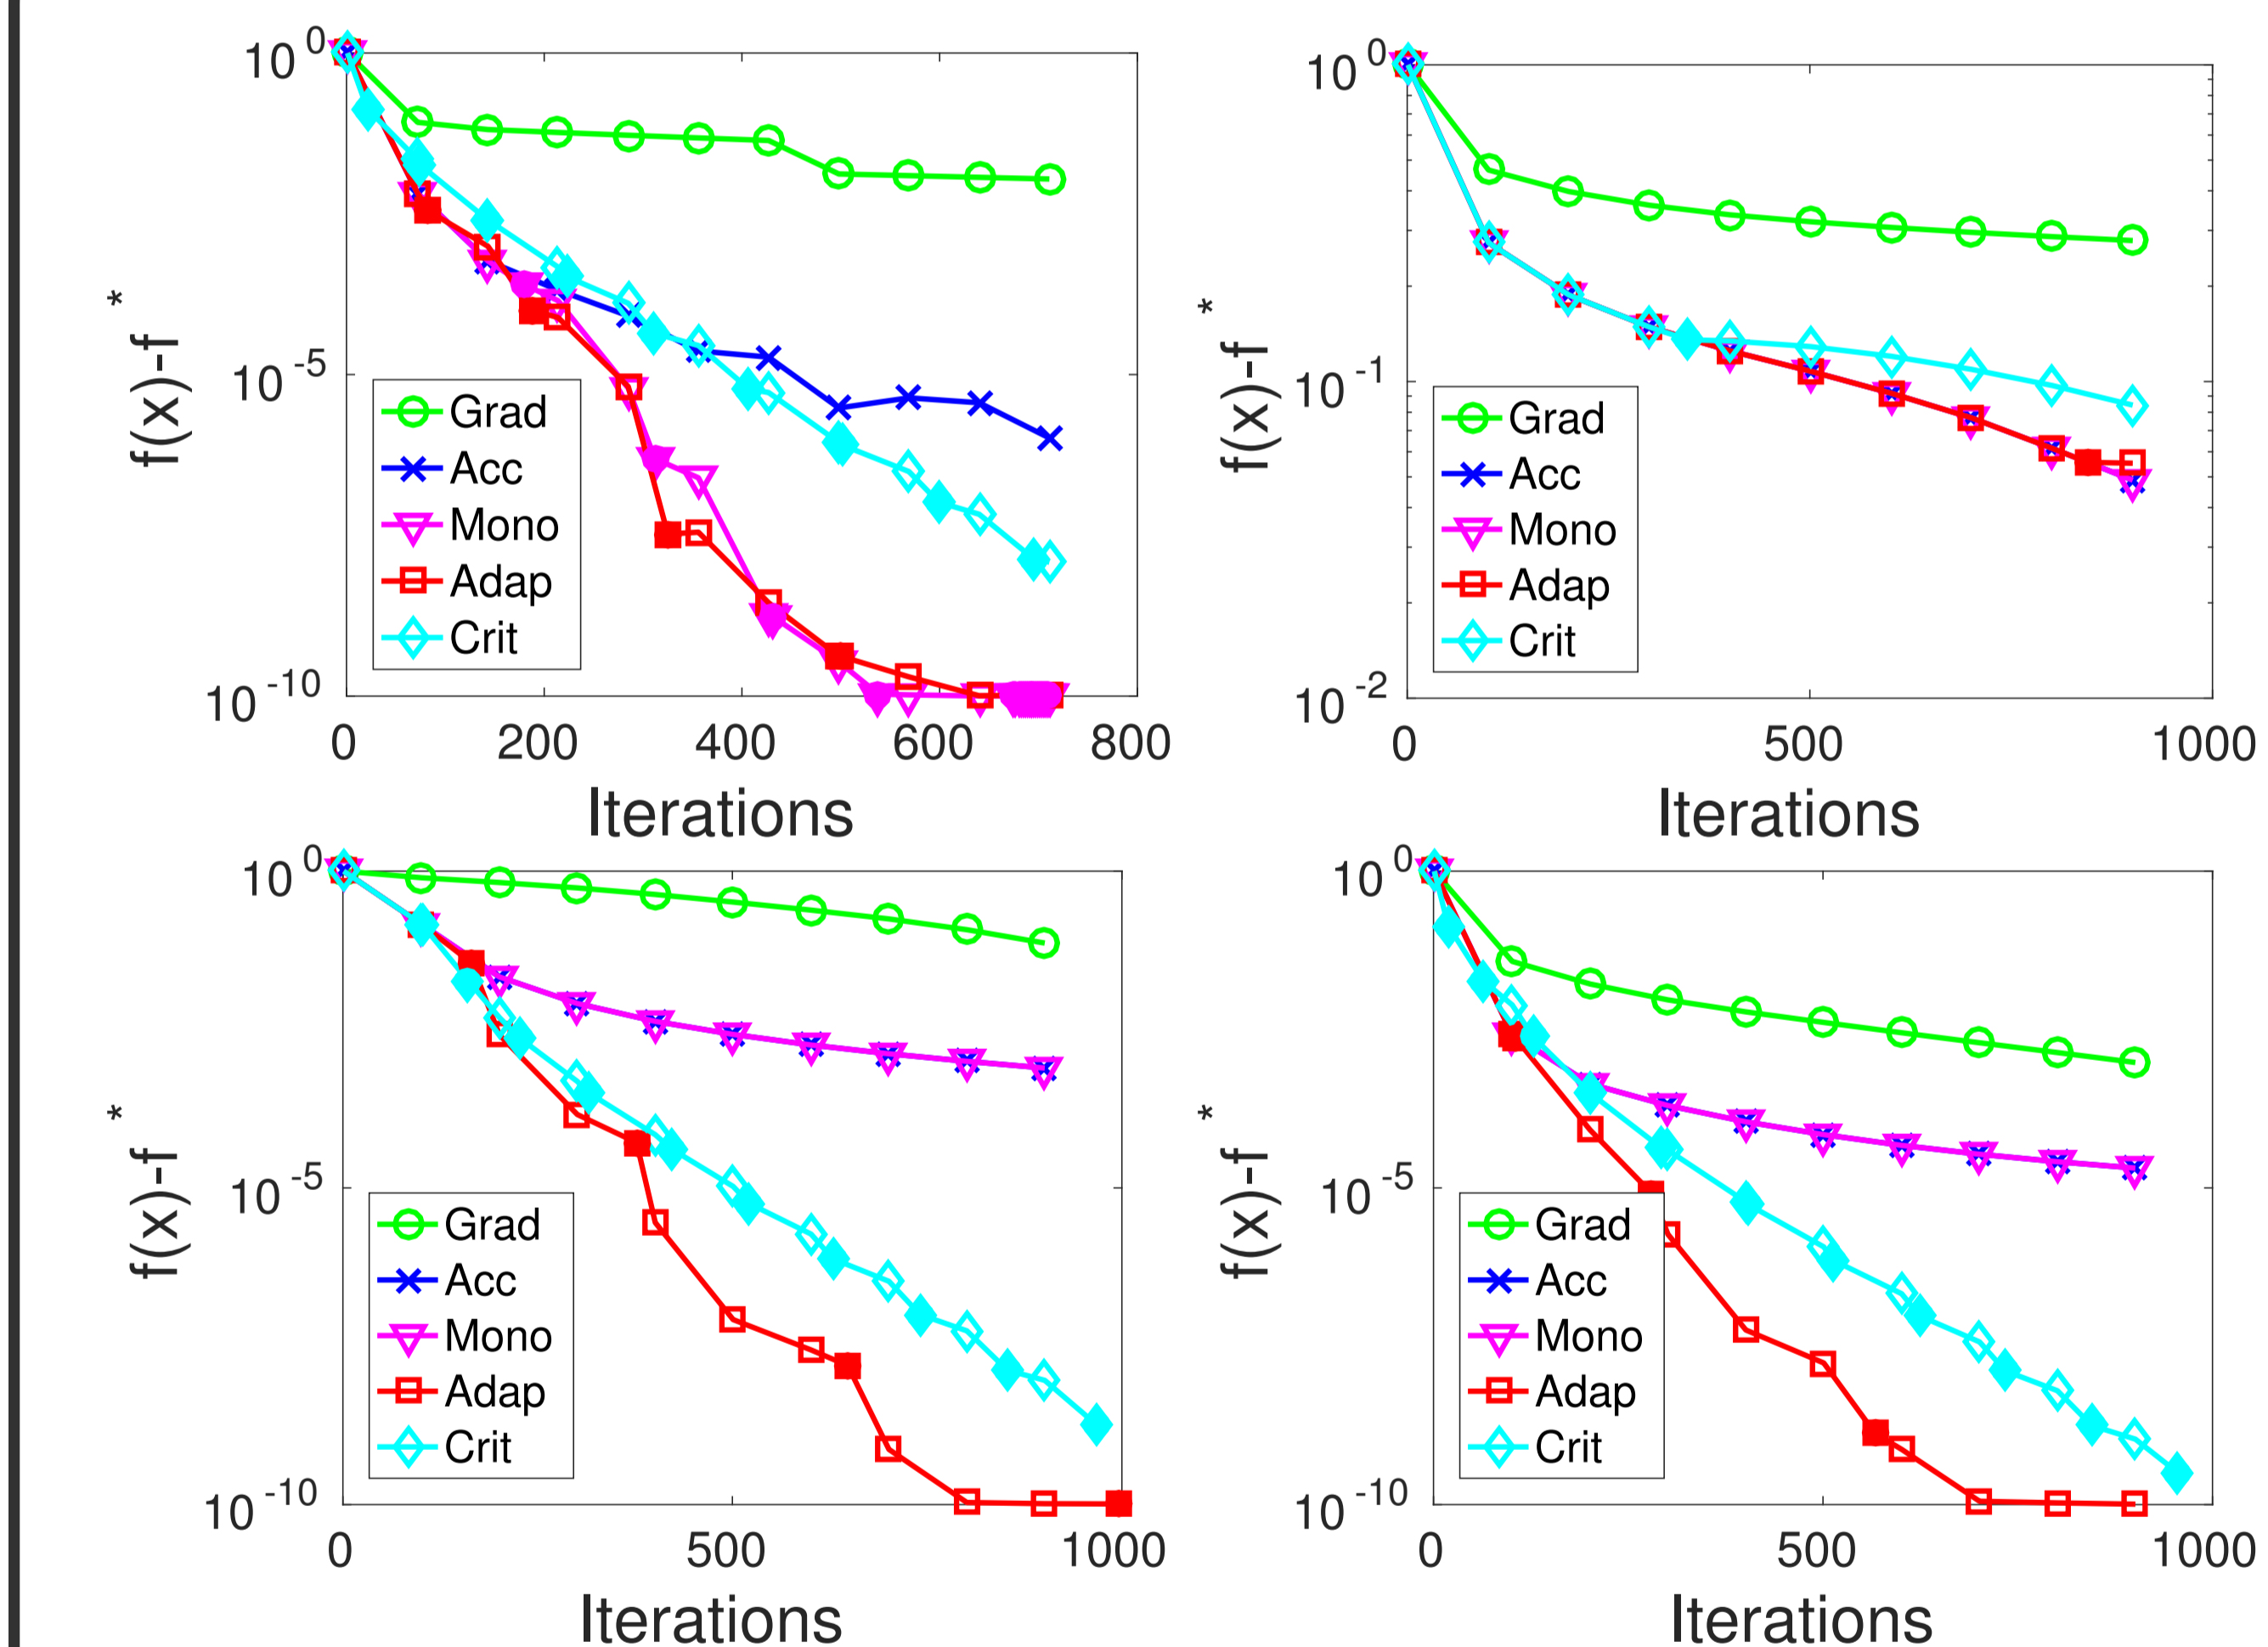 10 0
10 -5
10 -10
f(x)-f *
Grad
Acc
Mono
Adap
Crit
0 200 400 600 800
Iterations
10 0
10 -1
10 -2
f(x)-f *
Grad
Acc
Mono
Adap
Crit
0 500 1000
Iterations
10 0
10 -5
10 -10
f(x)-f *
Grad
Acc
Mono
Adap
Crit
0 500 1000
Iterations
10 0
10 -5
10 -10
f(x)-f *
Grad
Acc
Mono
Adap
Crit
0 500 1000
Iterations